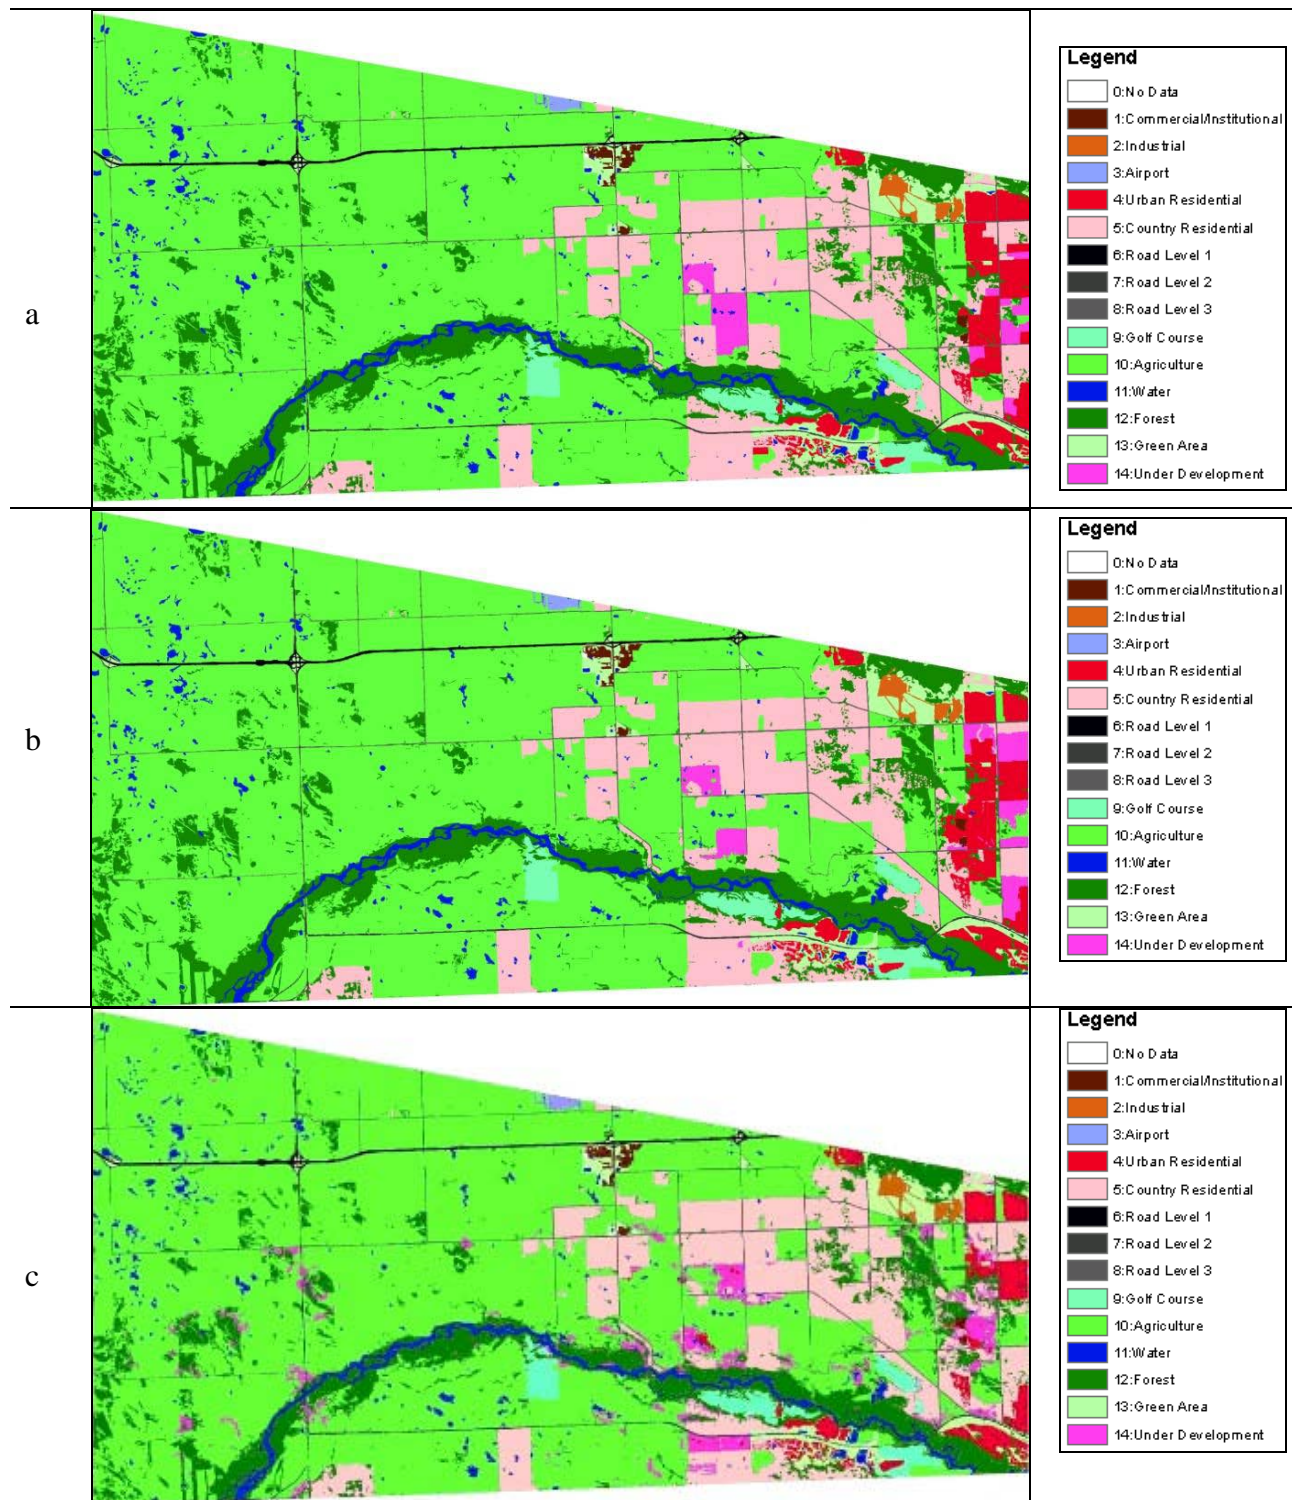 a
Legend
0:No Data
1:Commercial/Institutional
2:Industrial
3:Airport
4:Urban Residential
5:Country Residential
6:Road Level 1
7:Road Level 2
8:Road Level 3
9:Golf Course
10:Agriculture
11:Water
12:Forest
13:Green Area
14:Under Development
b
Legend
0:No Data
1:Commercial/Institutional
2:Industrial
3:Airport
4:Urban Residential
5:Country Residential
6:Road Level 1
7:Road Level 2
8:Road Level 3
9:Golf Course
10:Agriculture
11:Water
12:Forest
13:Green Area
14:Under Development
c
Legend
0:No Data
1:Commercial/Institutional
2:Industrial
3:Airport
4:Urban Residential
5:Country Residential
6:Road Level 1
7:Road Level 2
8:Road Level 3
9:Golf Course
10:Agriculture
11:Water
12:Forest
13:Green Area
14:Under Development